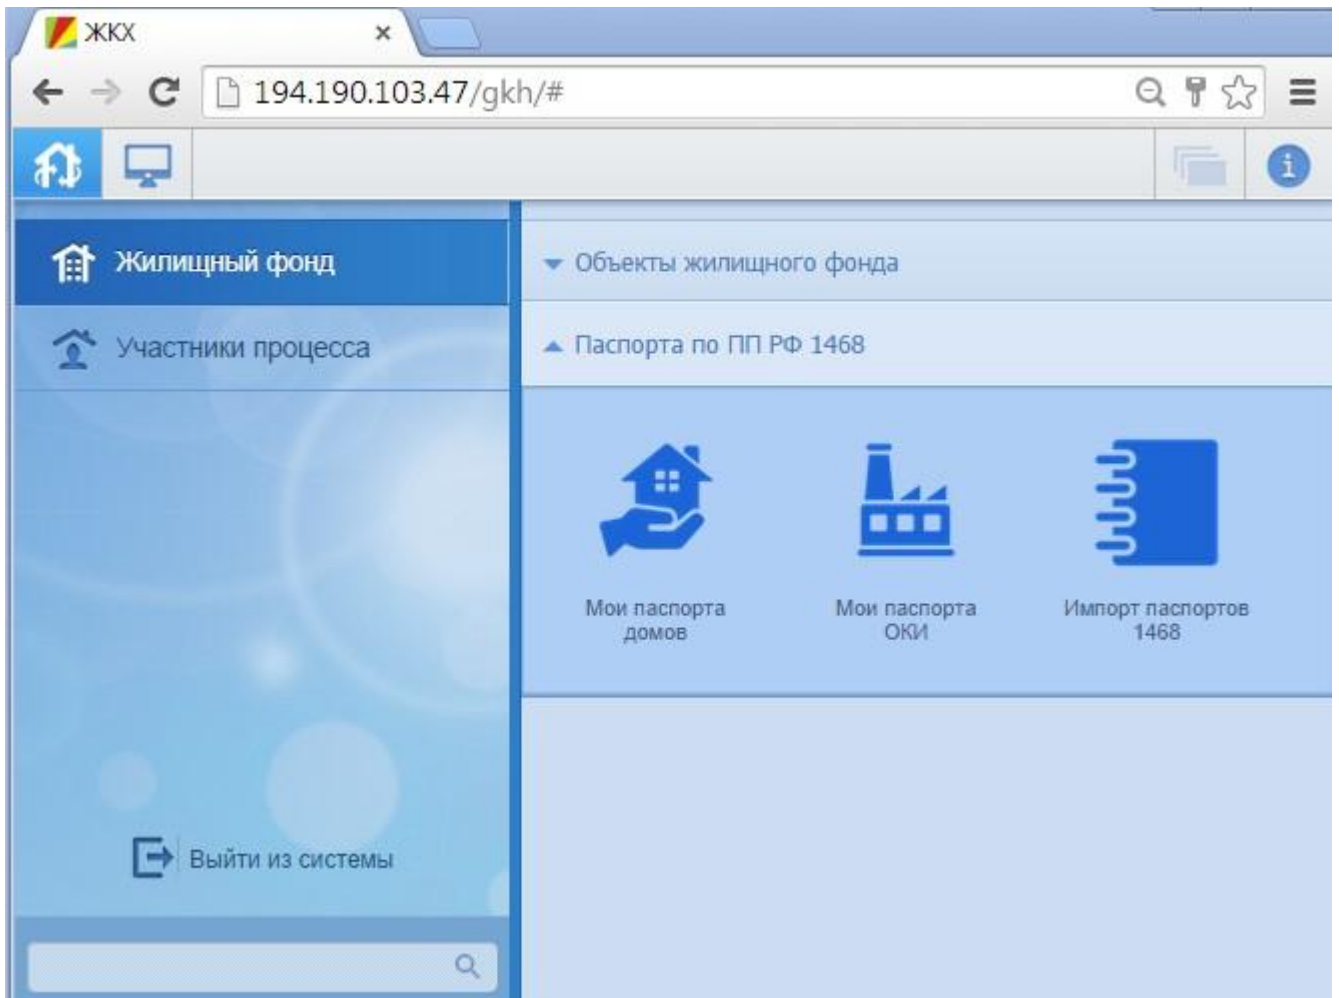 ЖКХ
194.190.103.47/gkh/#
Жилищный фонд
Участники процесса
Выйти из системы
Объекты жилищного фонда
Паспорта по ПП РФ 1468
Мои паспорта
домов
Мои паспорта
ОКИ
Импорт паспортов
1468